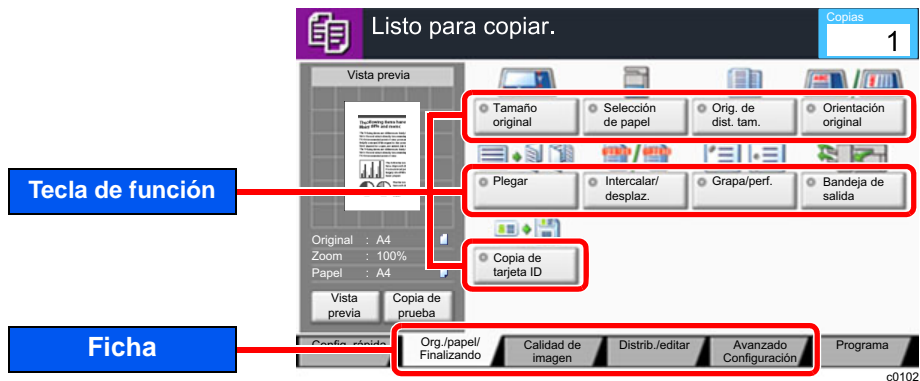 Listo para copiar.
Copias
1
Vista previa
Tamaño
original
Selección
de papel
Orig. de
dist. tam.
Orientación
original
Plegar
Intercalar/
desplaz.
Grapa/perf.
Bandeja de
salida
Tecla de función
Original : A4
Zoom : 100%
Papel : A4
Copia de
tarjeta ID
Vista
previa
Copia de
prueba
Ficha
Config. rápida
Org./papel/
Finalizando
Calidad de
imagen
Distrib./editar
Avanzado
Configuración
Programa
c0102